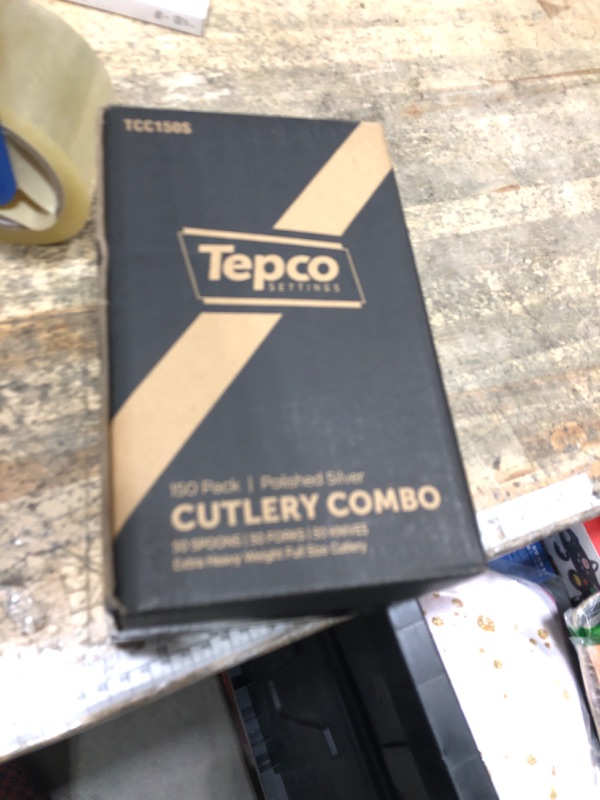 TCC150S
Tepco
SETTINGS
150 Pack | Polished Silver
CUTLERY COMBO
50 SPOONS | 50 FORKS | 50 KNIVES
Extra Heavy Weight Full Size Cutlery